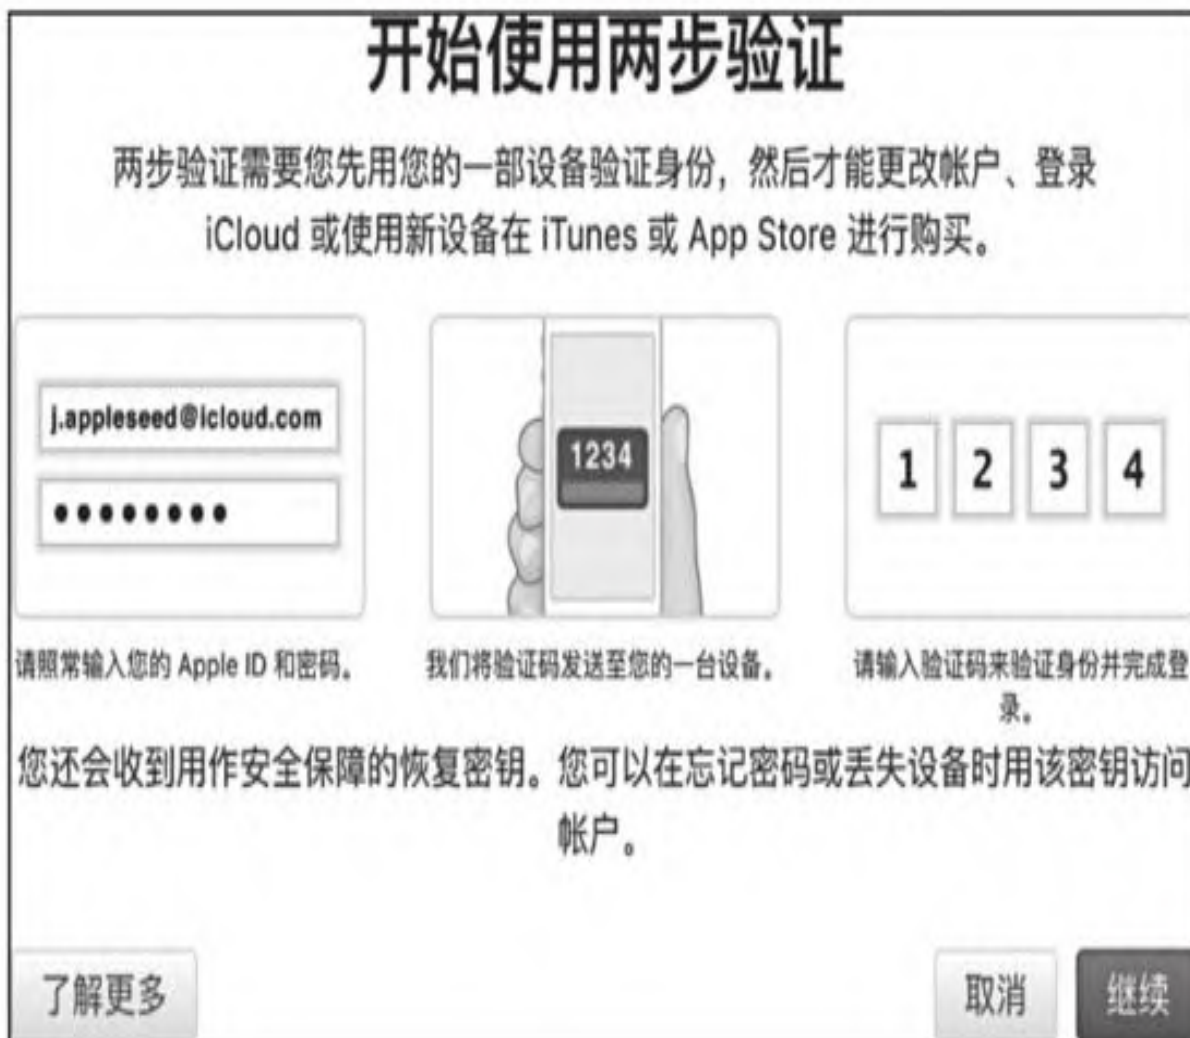 开始使用两步验证
两步验证需要您先用您的一部设备验证身份，然后才能更改帐户、登录
iCloud 或使用新设备在 iTunes 或 App Store 进行购买。
j.appleseed@icloud.com
1234
1 2 3 4
请照常输入您的 Apple ID 和密码。
我们将验证码发送至您的一台设备。
请输入验证码来验证身份并完成登
录。
您还会收到用作安全保障的恢复密钥。您可以在忘记密码或丢失设备时用该密钥访问
帐户。
了解更多
取消
继续